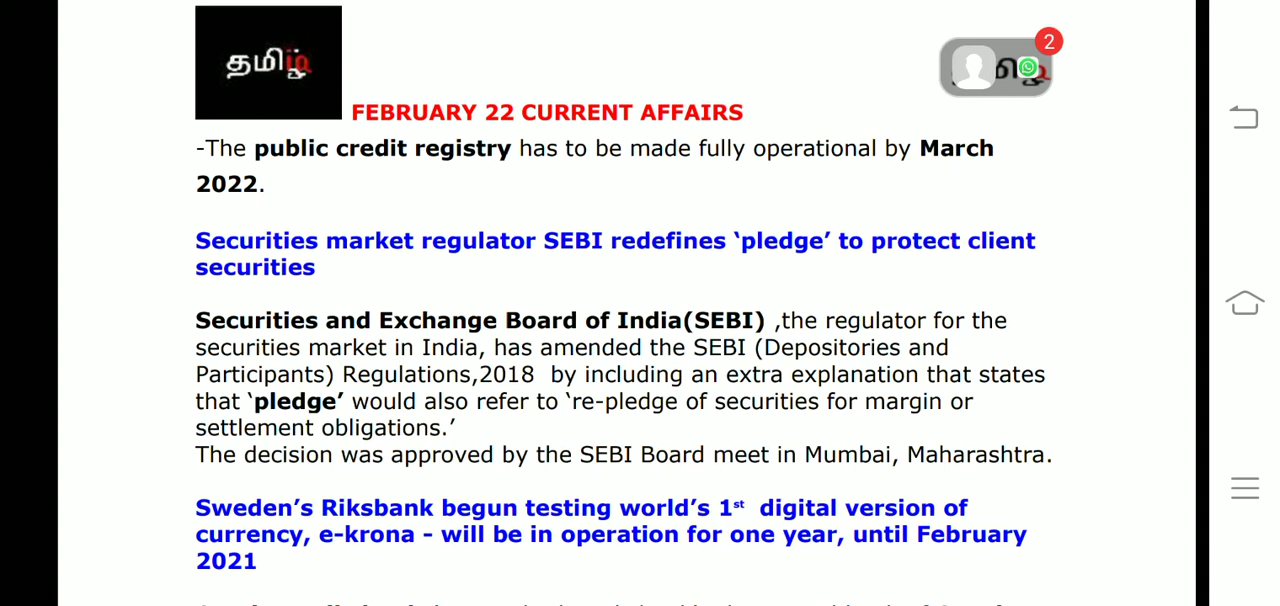 தமிழ்
2
FEBRUARY 22 CURRENT AFFAIRS
-The public credit registry has to be made fully operational by March
2022.
Securities market regulator SEBI redefines ‘pledge’ to protect client
securities
Securities and Exchange Board of India(SEBI) ,the regulator for the
securities market in India, has amended the SEBI (Depositories and
Participants) Regulations,2018 by including an extra explanation that states
that ‘pledge’ would also refer to ‘re-pledge of securities for margin or
settlement obligations.’
The decision was approved by the SEBI Board meet in Mumbai, Maharashtra.
Sweden’s Riksbank begun testing world’s 1st digital version of
currency, e-krona - will be in operation for one year, until February
2021